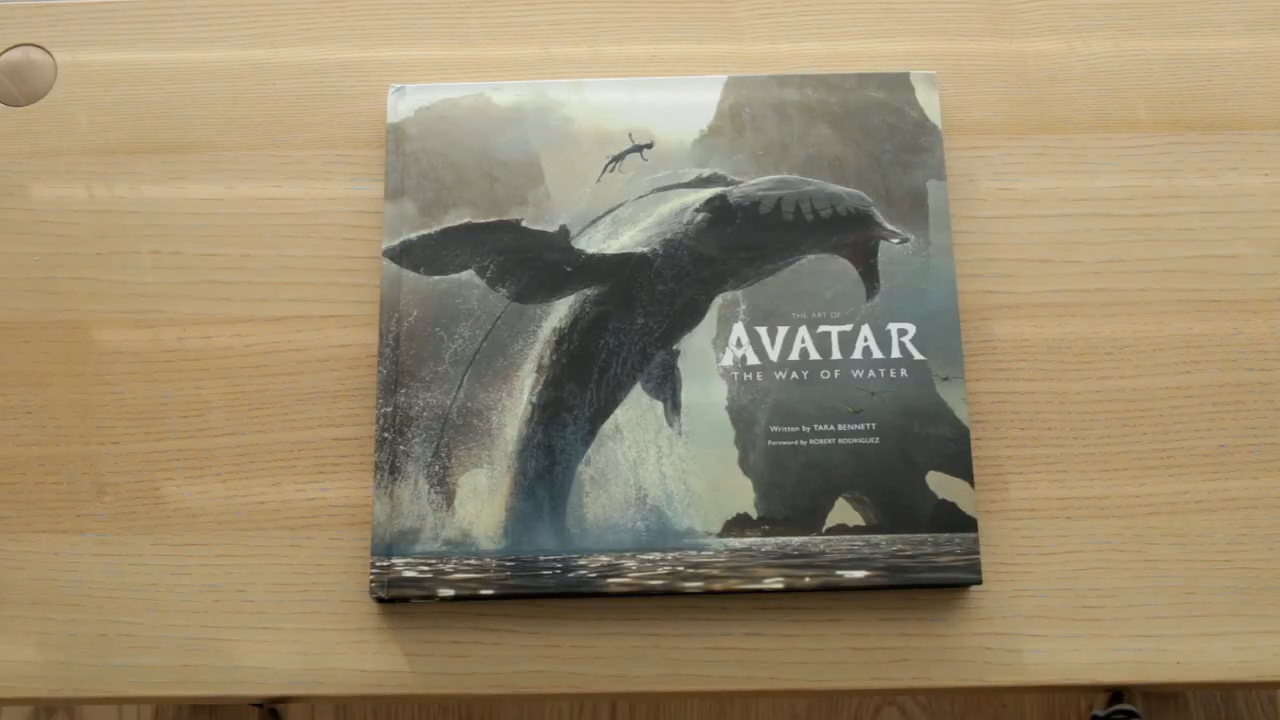 THE ART OF
AVATAR
THE WAY OF WATER
Written by TARA BENNETT
Foreword by ROBERT RODRIGUEZ